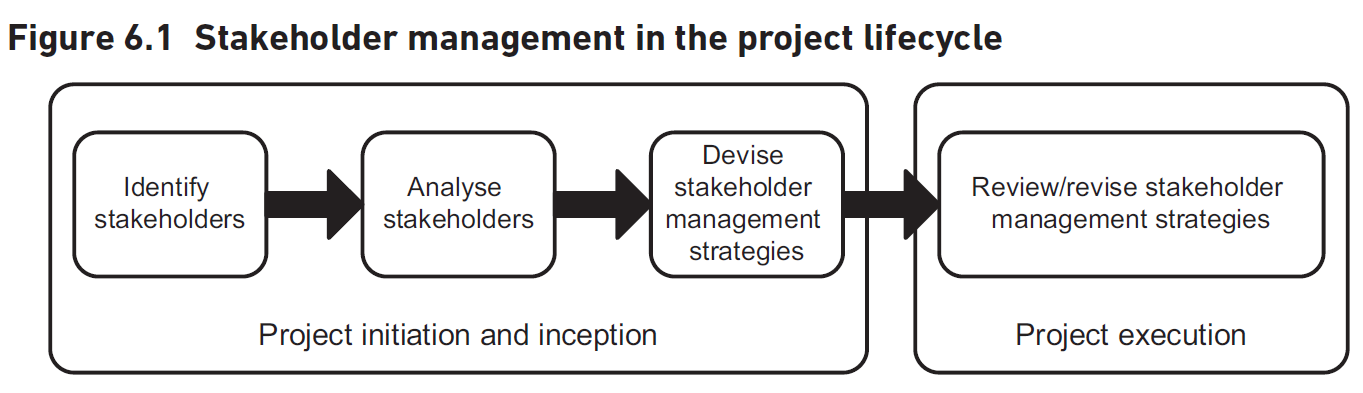 Figure 6.1 Stakeholder management in the project lifecycle
Identify
stakeholders
Analyse
stakeholders
Devise
stakeholder
management
strategies
Review/revise stakeholder
management strategies
Project initiation and inception
Project execution